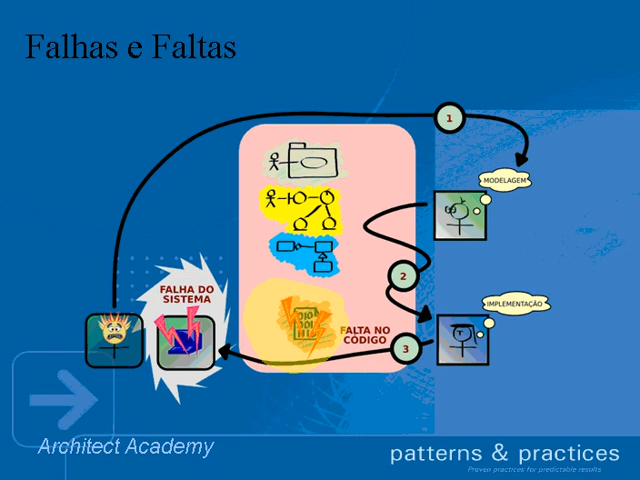 Falhas e Faltas
1
MODELAGEM
2
FALHA DO
SISTEMA
IMPLEMENTAÇÃO
FALTA NO
CÓDIGO
3
Architect Academy
patterns & practices
Proven practices for predictable results